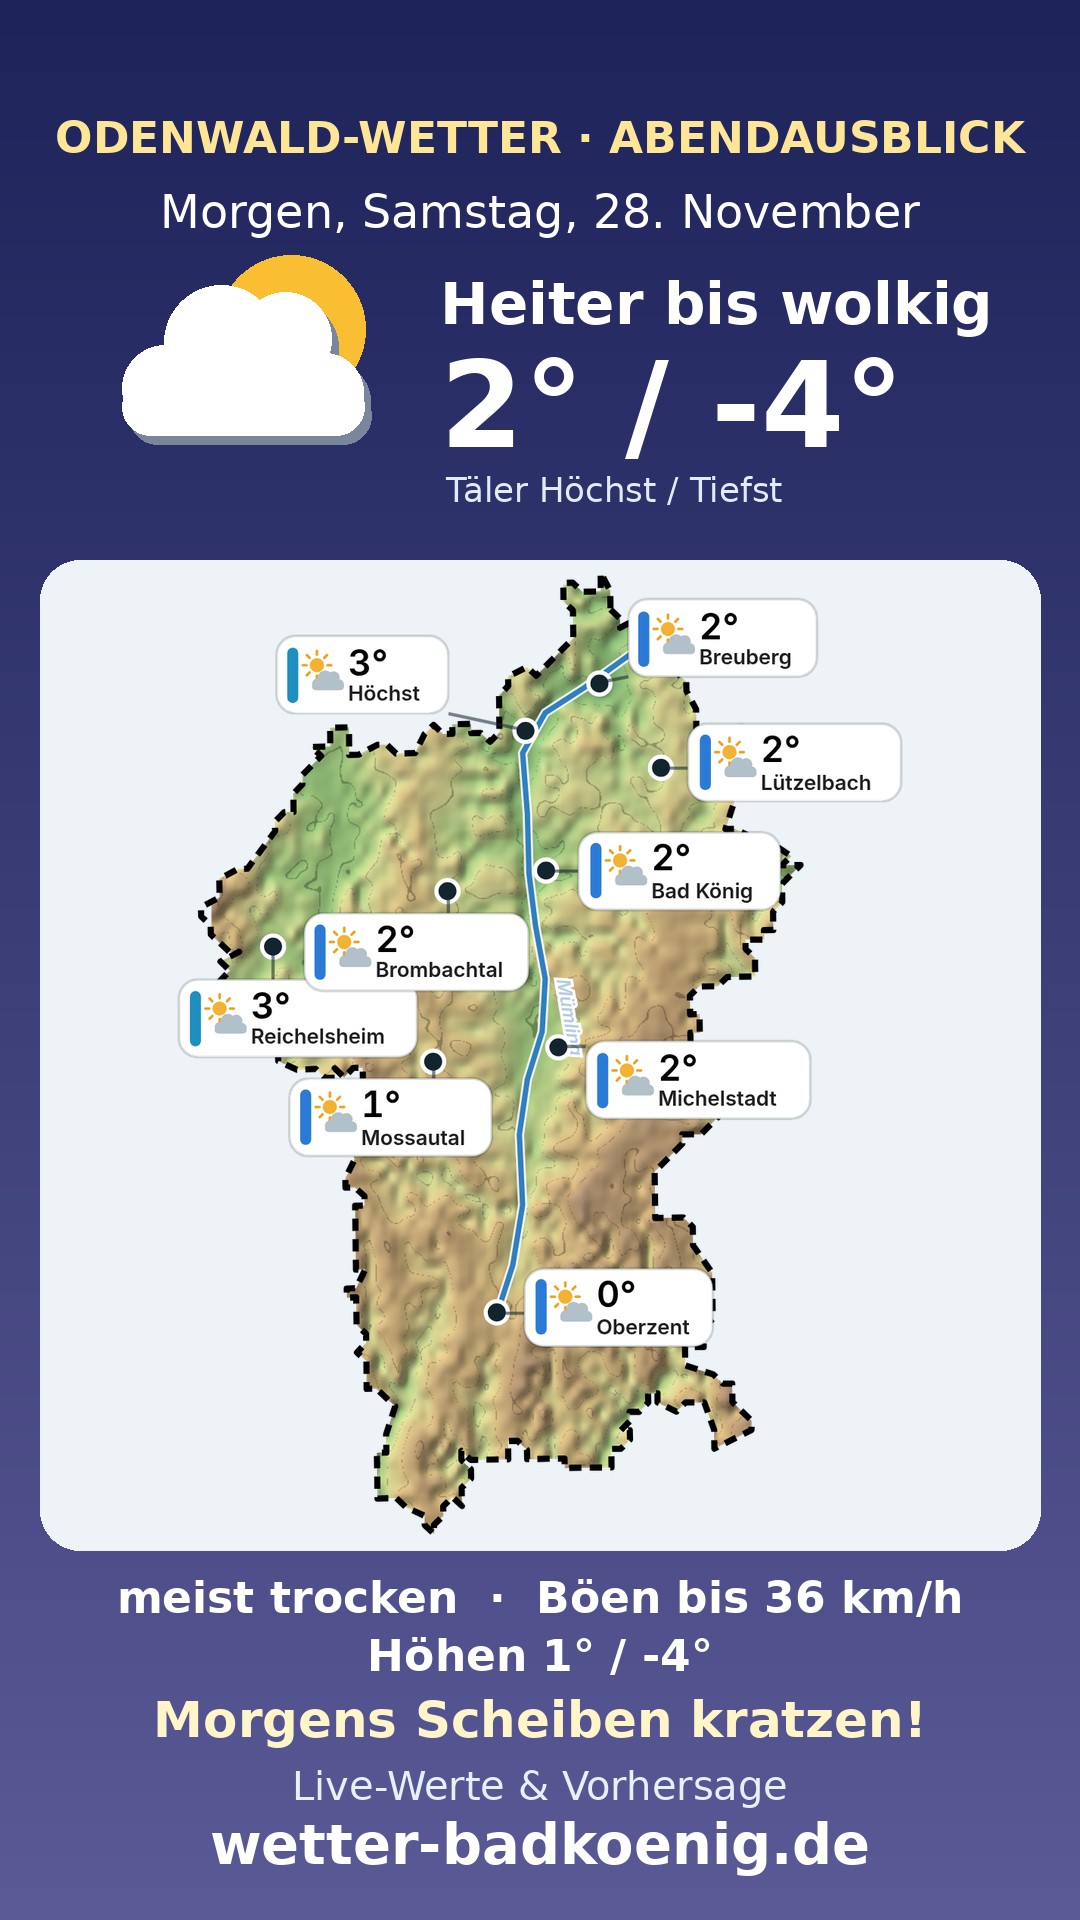 ODENWALD-WETTER · ABENDAUSBLICK
Morgen, Samstag, 28. November
Heiter bis wolkig
2° / -4°
Täler Höchst / Tiefst
2°
Breuberg
3°
Höchst
2°
Lützelbach
2°
Bad König
2°
Brombachtal
3°
Reichelsheim
Mümling
2°
Michelstadt
1°
Mossautal
0°
Oberzent
meist trocken · Böen bis 36 km/h
Höhen 1° / -4°
Morgens Scheiben kratzen!
Live-Werte & Vorhersage
wetter-badkoenig.de